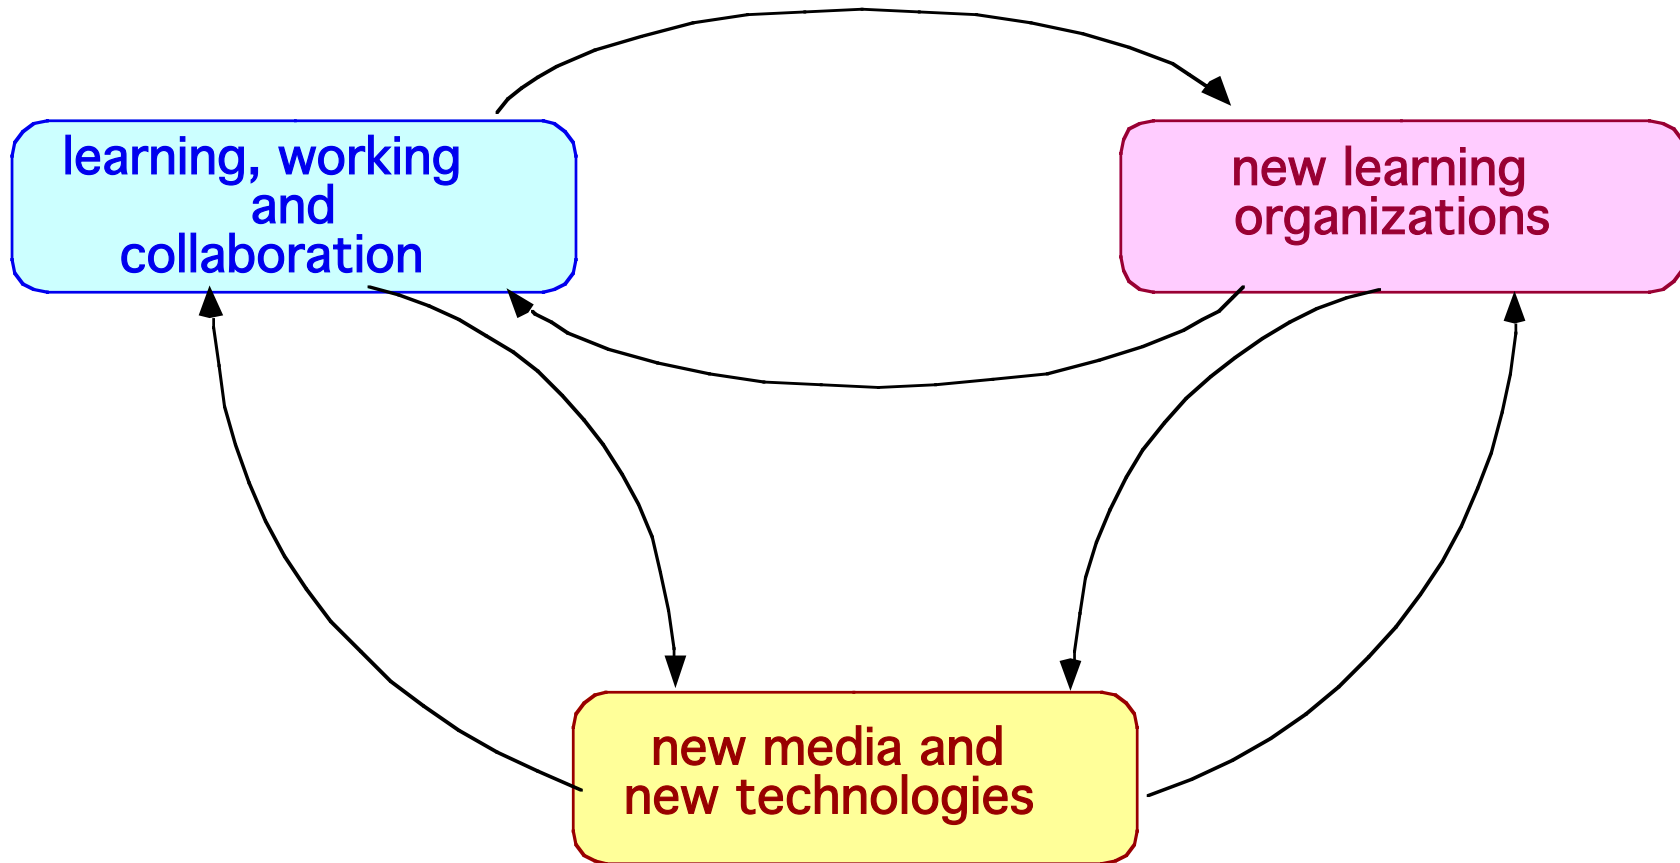 learning, working
and
collaboration
new learning
organizations
new media and
new technologies